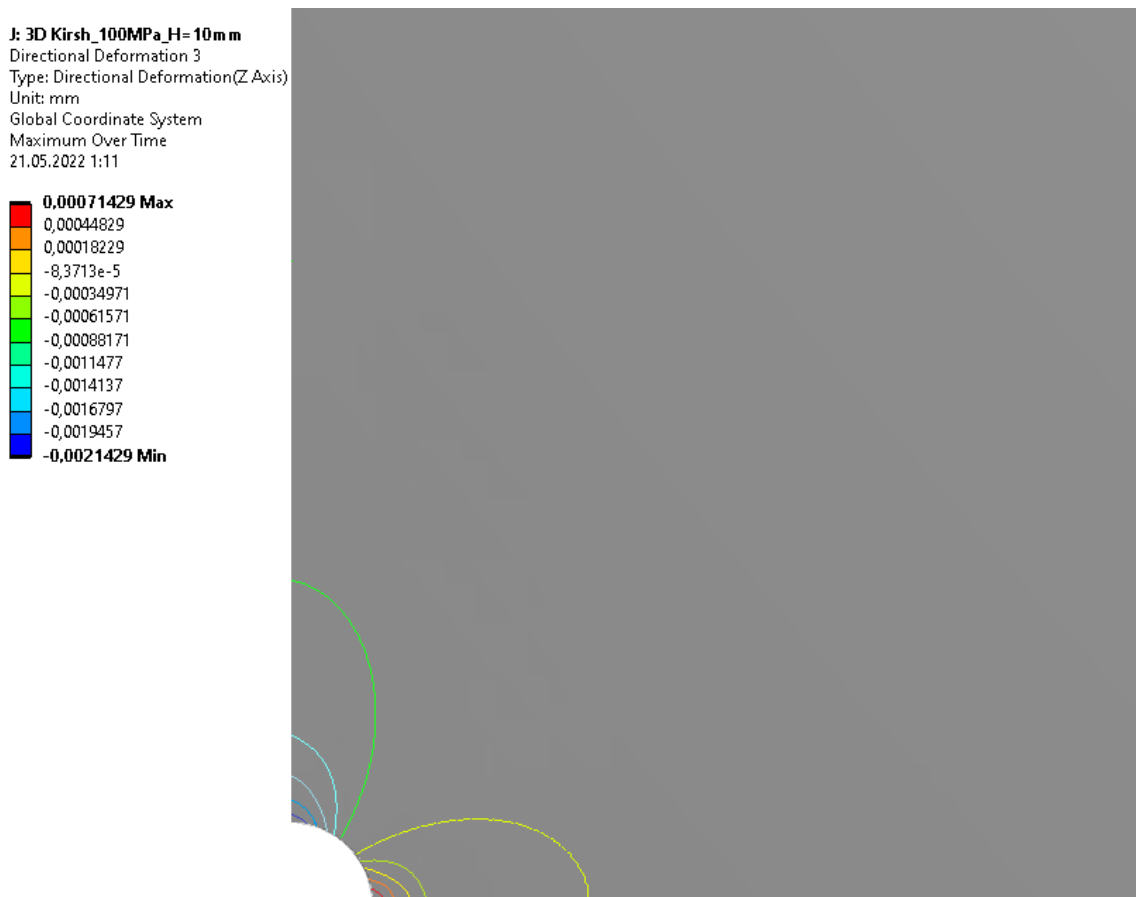 J: 3D Kirsh_100MPa_H=10mm
Directional Deformation 3
Type: Directional Deformation(Z Axis)
Unit: mm
Global Coordinate System
Maximum Over Time
21.05.2022 1:11
0,00071429 Max
0,00044829
0,00018229
-8,3713e-5
-0,00034971
-0,00061571
-0,00088171
-0,0011477
-0,0014137
-0,0016797
-0,0019457
-0,0021429 Min